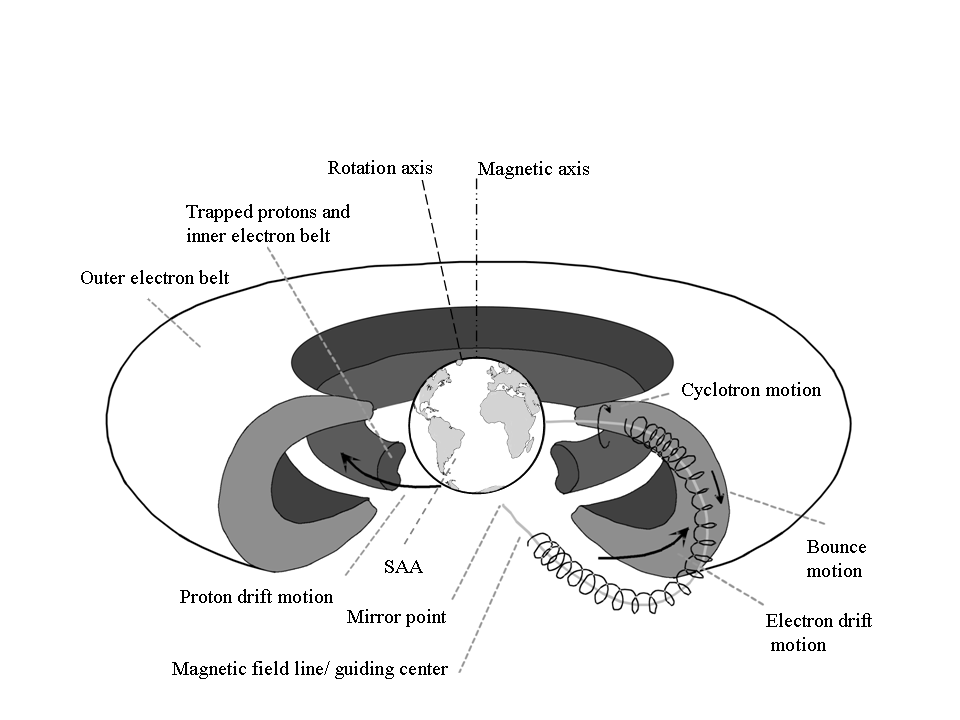 Rotation axis
Magnetic axis
Trapped protons and
inner electron belt
Outer electron belt
Cyclotron motion
Bounce
motion
SAA
Proton drift motion
Mirror point
Electron drift
motion
Magnetic field line/ guiding center